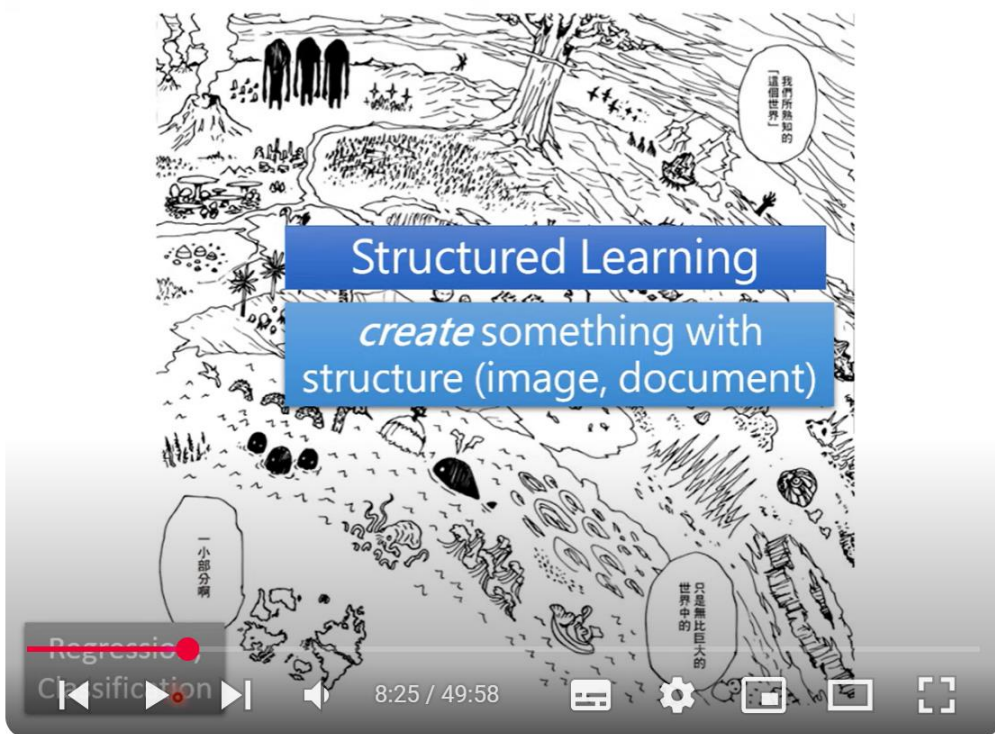 我們所熟知的
「這個世界」
Structured Learning
create something with
structure (image, document)
只是無比巨大的
世界中的
一小部分啊
Regression,
Classification
8:25 / 49:58